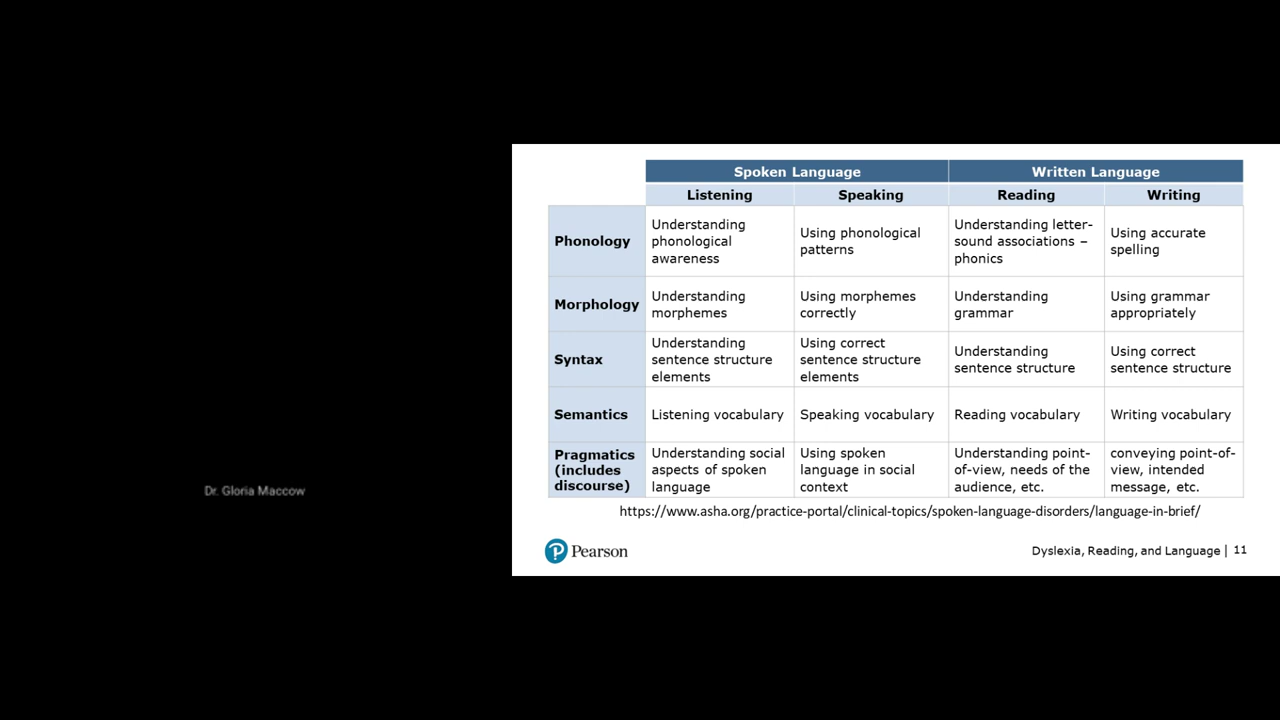 Dr. Gloria Maccow
Spoken Language Written Language
Listening Speaking Reading Writing
Phonology
Understanding
phonological
awareness
Using phonological
patterns
Understanding letter-
sound associations –
phonics
Using accurate
spelling
Morphology
Understanding
morphemes
Using morphemes
correctly
Understanding
grammar
Using grammar
appropriately
Syntax
Understanding
sentence structure
elements
Using correct
sentence structure
elements
Understanding
sentence structure
Using correct
sentence structure
Semantics
Listening vocabulary
Speaking vocabulary
Reading vocabulary
Writing vocabulary
Pragmatics
(includes
discourse)
Understanding social
aspects of spoken
language
Using spoken
language in social
context
Understanding point-
of-view, needs of the
audience, etc.
conveying point-of-
view, intended
message, etc.
https://www.asha.org/practice-portal/clinical-topics/spoken-language-disorders/language-in-brief/
Pearson
Dyslexia, Reading, and Language | 11